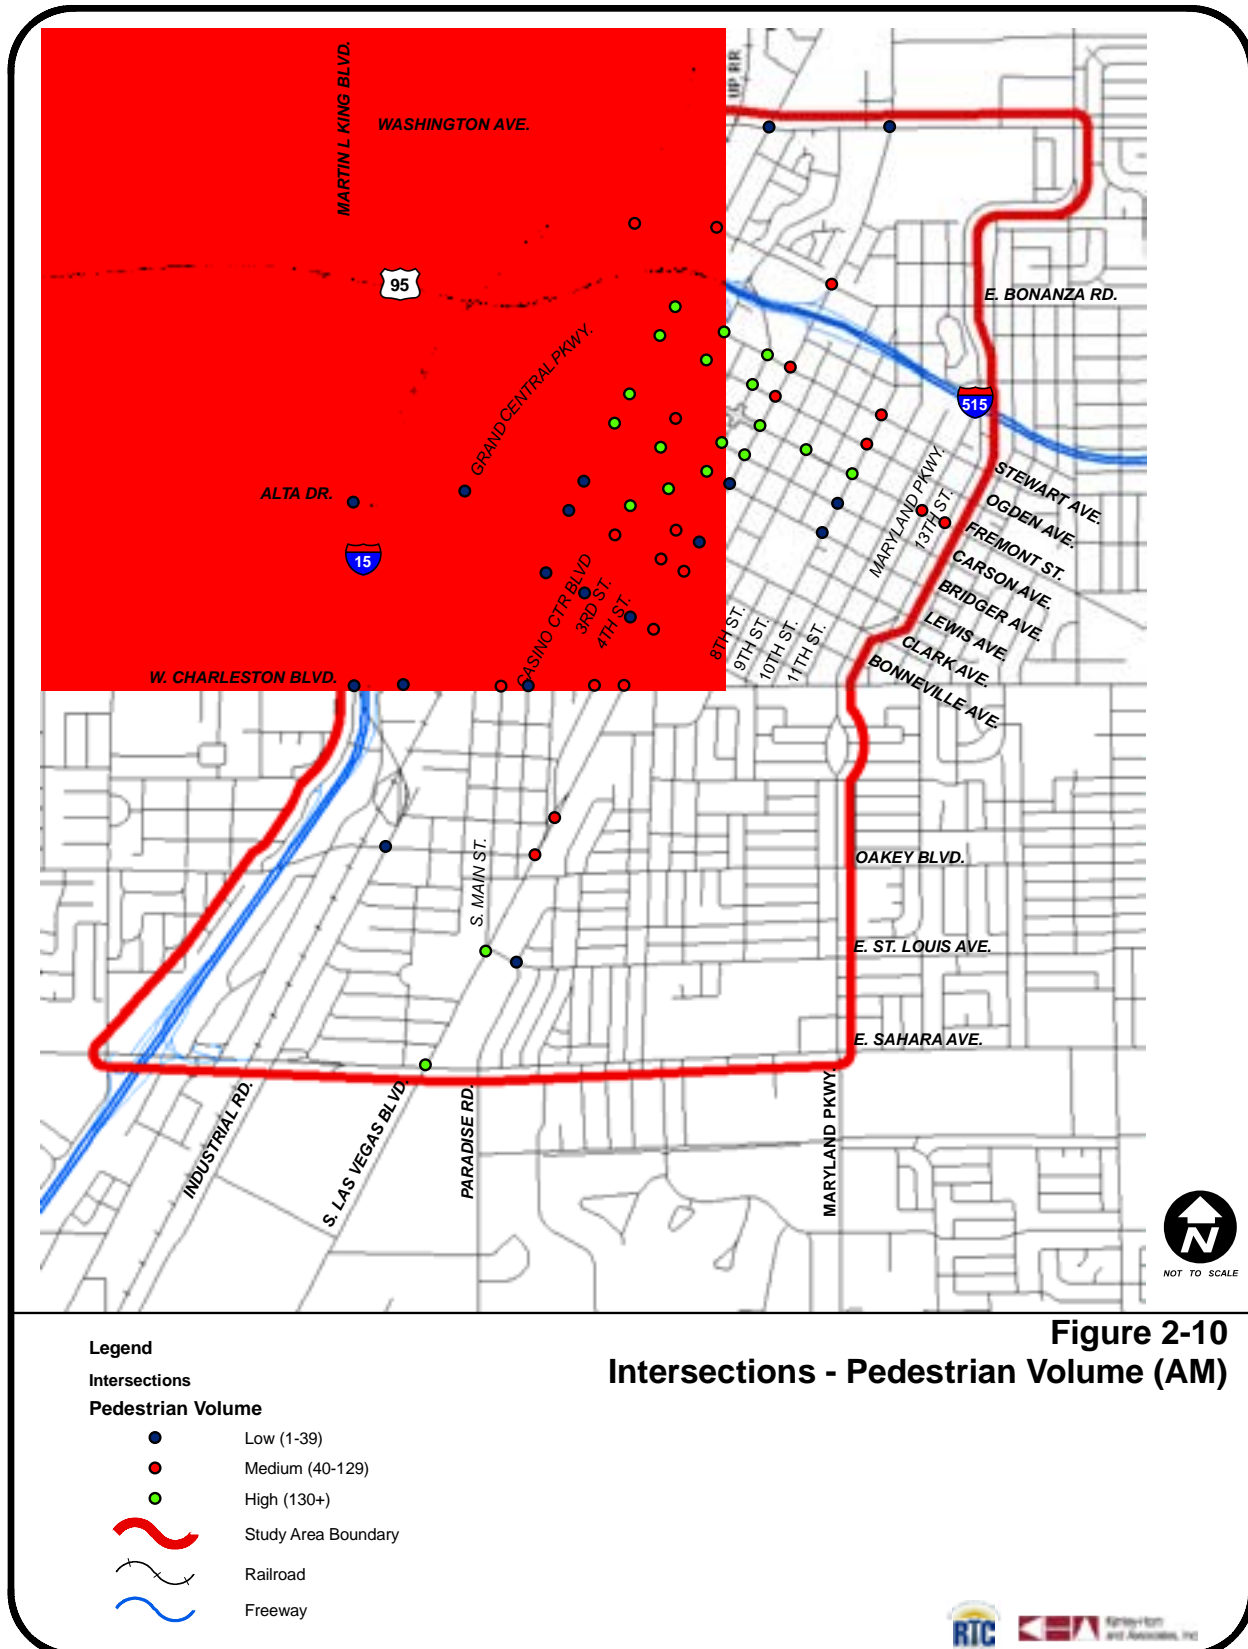 MARTIN L KING BLVD.
WASHINGTON AVE.
UP RR
95
E. BONANZA RD.
GRAND CENTRAL PKWY.
515
ALTA DR.
STEWART AVE.
OGDEN AVE.
FREMONT ST.
CARSON AVE.
BRIDGER AVE.
LEWIS AVE.
CLARK AVE.
BONNEVILLE AVE.
MARYLAND PKWY.
13TH ST.
15
CASINO CTR BLVD
3RD ST.
4TH ST.
8TH ST.
9TH ST.
10TH ST.
11TH ST.
W. CHARLESTON BLVD.
S. MAIN ST.
OAKEY BLVD.
E. ST. LOUIS AVE.
E. SAHARA AVE.
INDUSTRIAL RD.
S. LAS VEGAS BLVD.
PARADISE RD.
MARYLAND PKWY.
N
NOT TO SCALE
Figure 2-10
Intersections - Pedestrian Volume (AM)
Legend
Intersections
Pedestrian Volume
Low (1-39)
Medium (40-129)
High (130+)
Study Area Boundary
Railroad
Freeway
RTC
Kimley-Horn
and Associates, Inc.